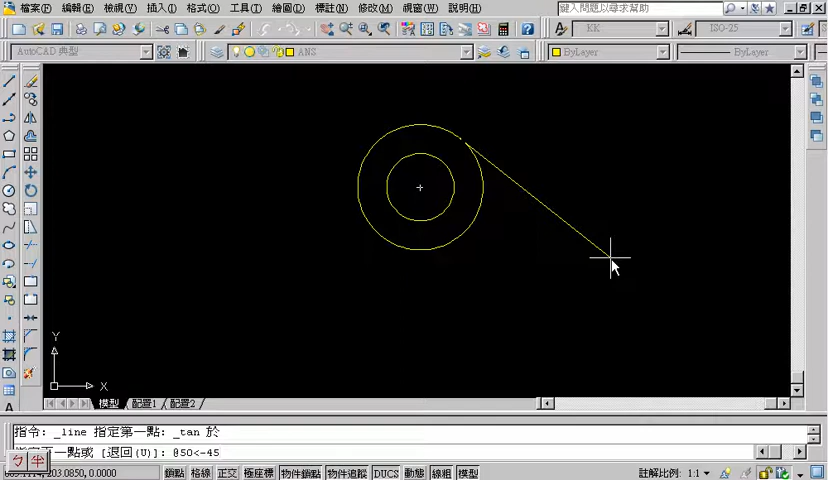 檔案(F) 編輯(E) 檢視(V) 插入(I) 格式(O) 工具(T) 繪圖(D) 標註(N) 修改(M) 視窗(W) 說明(H) 鍵入問題以尋求幫助
KK ISO-25
AutoCAD 典型 ANS ByLayer ByLayer
Y
X
模型 配置1 配置2
指令: _line 指定第一點: _tan 於
或 [退回(U)]: @50<-45
ㄅ 半
203.0850, 0.0000 鎖點 格線 正交 極座標 物件鎖點 物件追蹤 DUCS 動態 線粗 模型 註解比例: 1:1